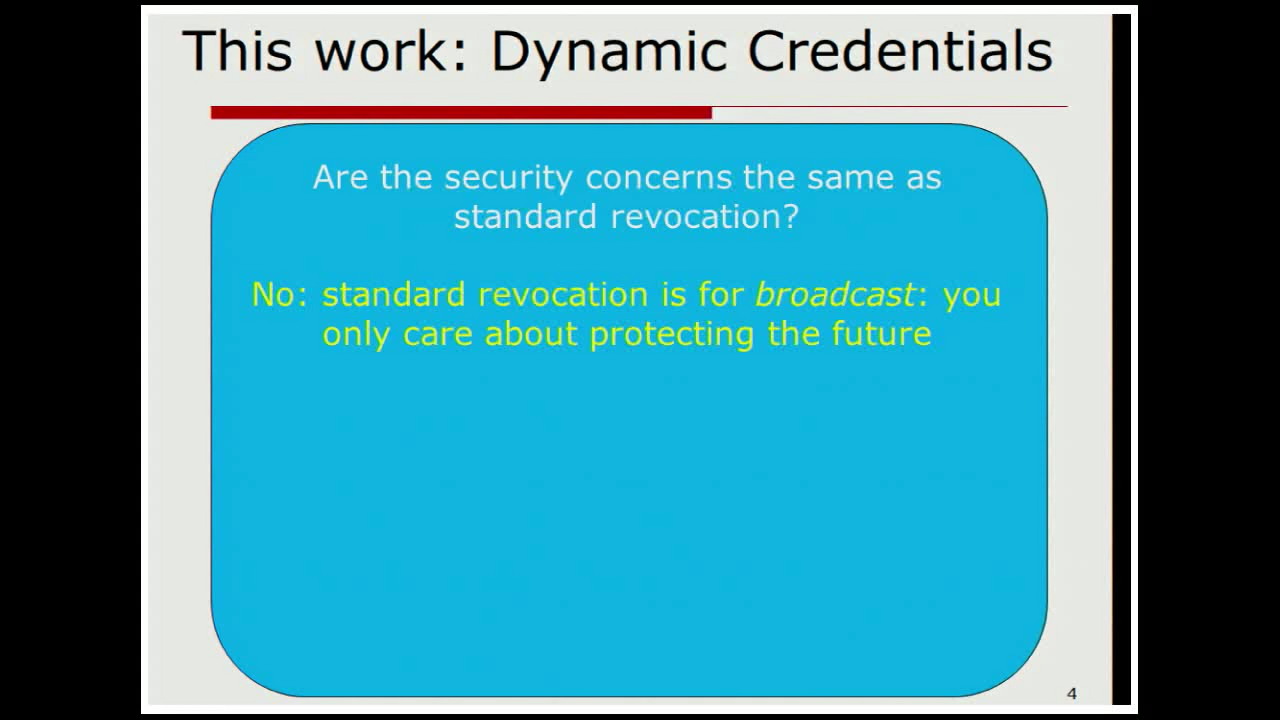 This work: Dynamic Credentials
Are the security concerns the same as
standard revocation?
No: standard revocation is for broadcast: you
only care about protecting the future
4